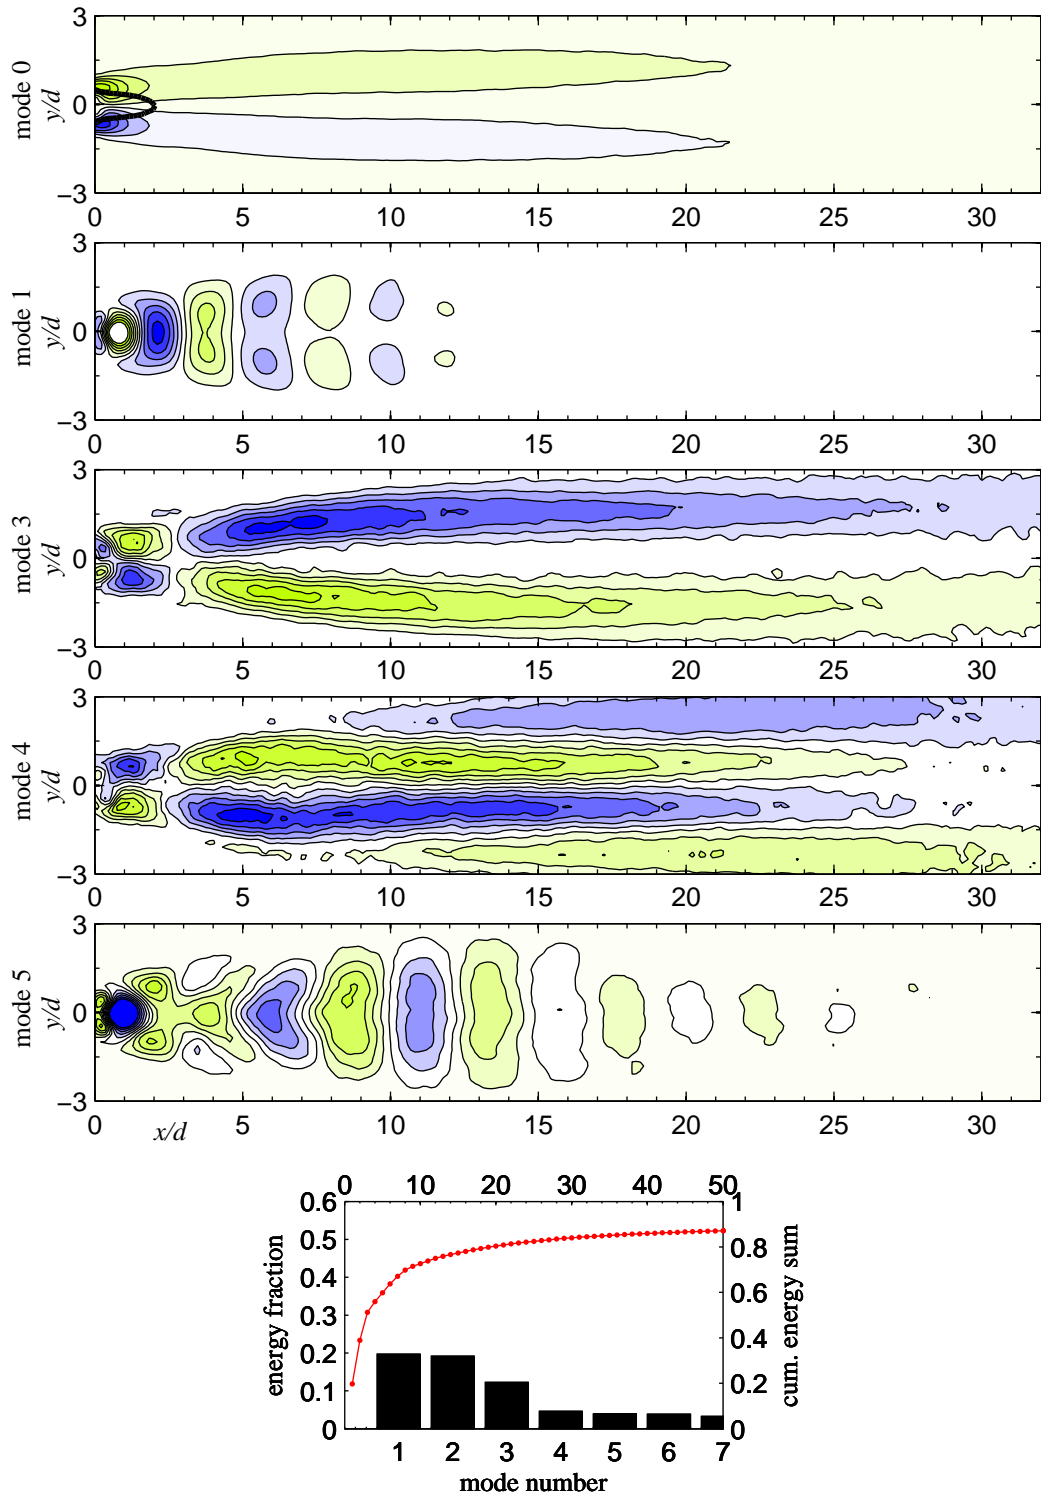 3
0
−3
mode 0
y/d
0 5 10 15 20 25 30
3
0
−3
mode 1
y/d
0 5 10 15 20 25 30
3
0
−3
mode 3
y/d
0 5 10 15 20 25 30
3
0
−3
mode 4
y/d
0 5 10 15 20 25 30
3
0
−3
mode 5
y/d
0 5 10 15 20 25 30
x/d
0 10 20 30 40 50
0.6
0.5
0.4
0.3
0.2
0.1
0
energy fraction
1
0.8
0.6
0.4
0.2
0
cum. energy sum
1 2 3 4 5 6 7
mode number